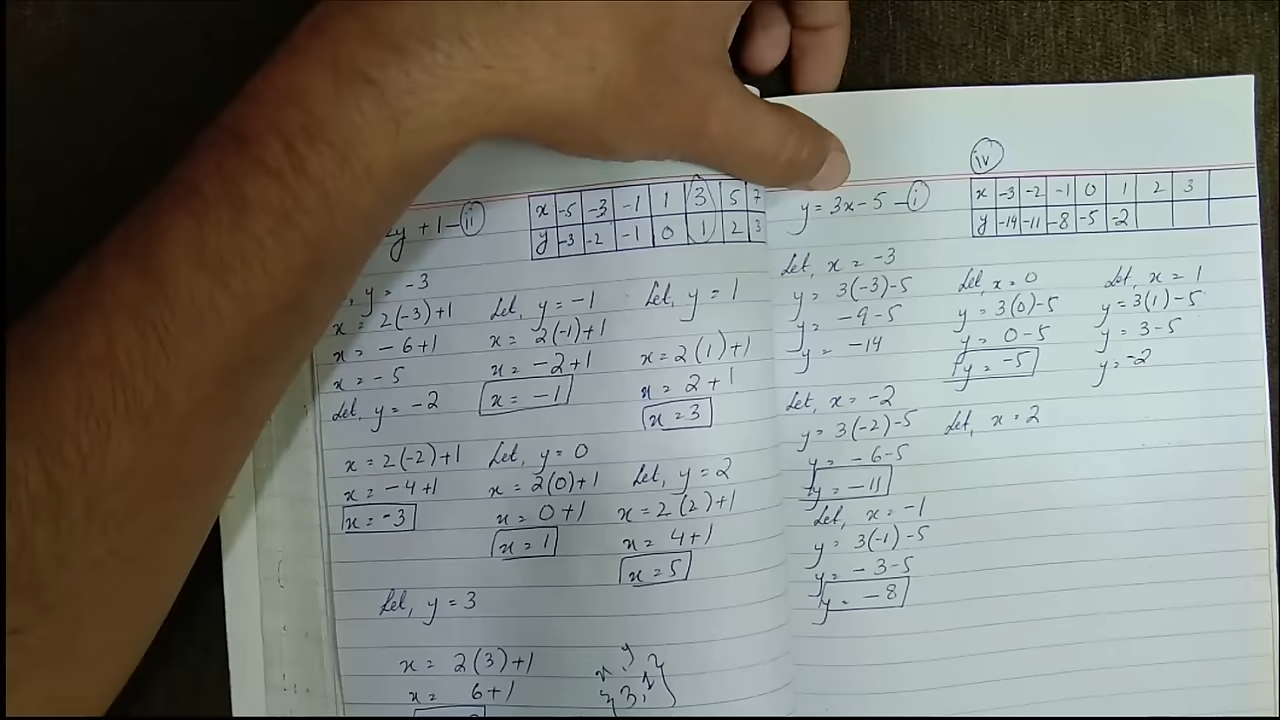 2y + 1 - ii
x -5 -3 -1 1 3 5 7
y -3 -2 -1 0 1 2 3
y = -3
x = 2(-3)+1
x = -6+1
x = -5
Let, y = -2
x = 2(-2)+1
x = -4+1
x = -3
Let, y = -1
x = 2(-1)+1
x = -2+1
x = -1
Let, y = 0
x = 2(0)+1
x = 0+1
x = 1
Let, y = 1
x = 2(1)+1
x = 2+1
x = 3
Let, y = 2
x = 2(2)+1
x = 4+1
x = 5
Let, y = 3
x = 2(3)+1
x = 6+1
y = 3x-5 - i
iv
x -3 -2 -1 0 1 2 3
y -14 -11 -8 -5 -2
Let, x = -3
y = 3(-3)-5
y = -9-5
y = -14
Let, x = -2
y = 3(-2)-5
y = -6-5
y = -11
Let, x = -1
y = 3(-1)-5
y = -3-5
y = -8
Let, x = 0
y = 3(0)-5
y = 0-5
y = -5
Let, x = 2
Let, x = 1
y = 3(1)-5
y = 3-5
y = -2